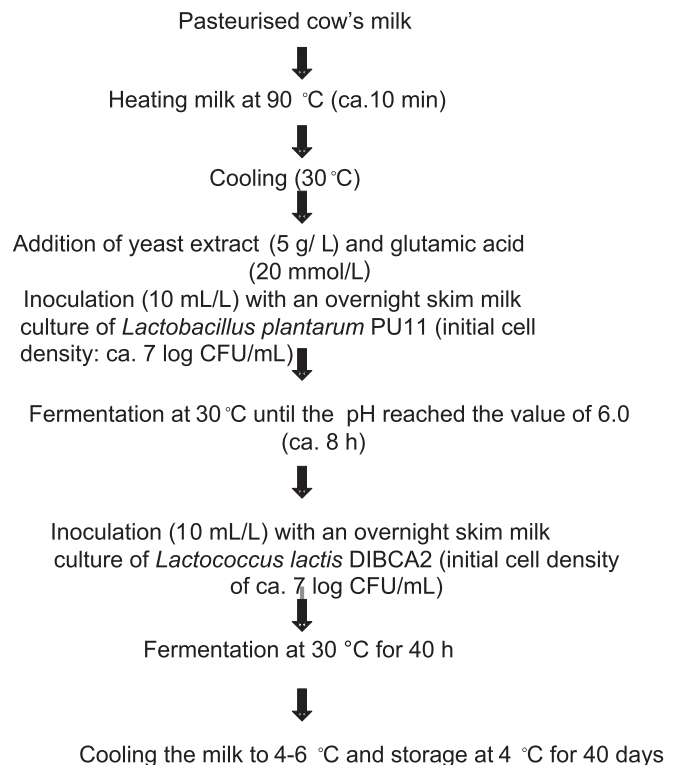 Pasteurised cow's milk
Heating milk at 90 °C (ca.10 min)
Cooling (30 °C)
Addition of yeast extract (5 g/ L) and glutamic acid
(20 mmol/L)
Inoculation (10 mL/L) with an overnight skim milk
culture of Lactobacillus plantarum PU11 (initial cell
density: ca. 7 log CFU/mL)
Fermentation at 30 °C until the pH reached the value of 6.0
(ca. 8 h)
Inoculation (10 mL/L) with an overnight skim milk
culture of Lactococcus lactis DIBCA2 (initial cell density
of ca. 7 log CFU/mL)
Fermentation at 30 °C for 40 h
Cooling the milk to 4-6 °C and storage at 4 °C for 40 days